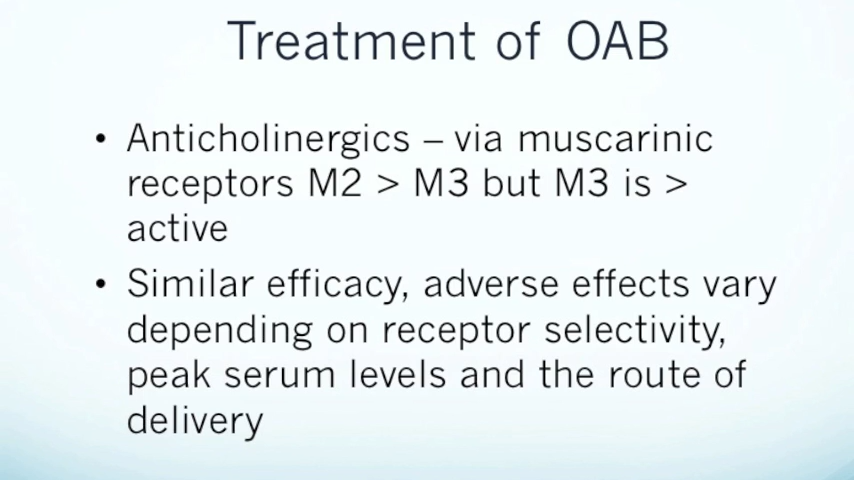 Treatment of OAB
• Anticholinergics – via muscarinic
receptors M2 > M3 but M3 is >
active
• Similar efficacy, adverse effects vary
depending on receptor selectivity,
peak serum levels and the route of
delivery